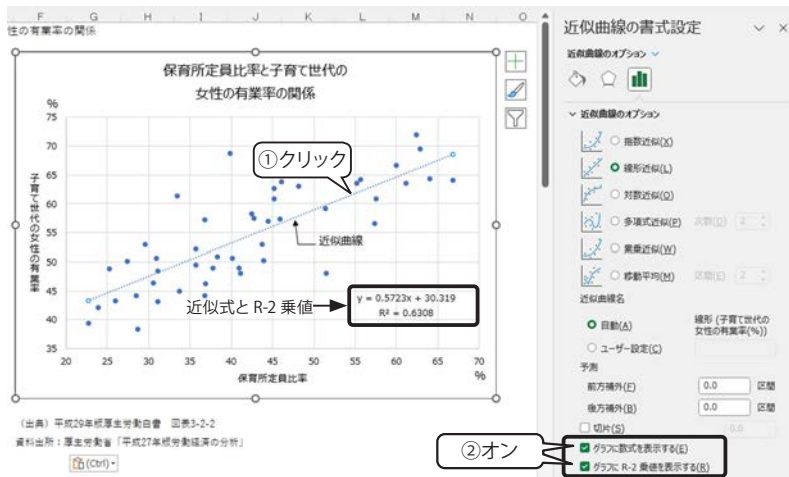 F G H I J K L M N O
性の有業率の関係
保育所定員比率と子育て世代の
女性の有業率の関係
%
75
70
65
60
55
50
45
40
35
子育て世代の女性の有業率
①クリック
近似曲線
近似式と R-2 乗値
y = 0.5723x + 30.319
R² = 0.6308
20 25 30 35 40 45 50 55 60 65 70
保育所定員比率
%
（出典）平成29年版厚生労働白書 図表3-2-2
資料出所：厚生労働省「平成27年版労働経済の分析」
(Ctrl)
近似曲線の書式設定
近似曲線のオプション
近似曲線のオプション
指数近似(X)
線形近似(L)
対数近似(O)
多項式近似(P) 次数(D) 2
累乗近似(W)
移動平均(M) 区間(E) 2
近似曲線名
自動(A) 線形 (子育て世代の
女性の有業率(%))
ユーザー設定(C)
予測
前方補外(F) 0.0 区間
後方補外(B) 0.0 区間
切片(S) 0.0
②オン
グラフに数式を表示する(E)
グラフに R-2 乗値を表示する(R)